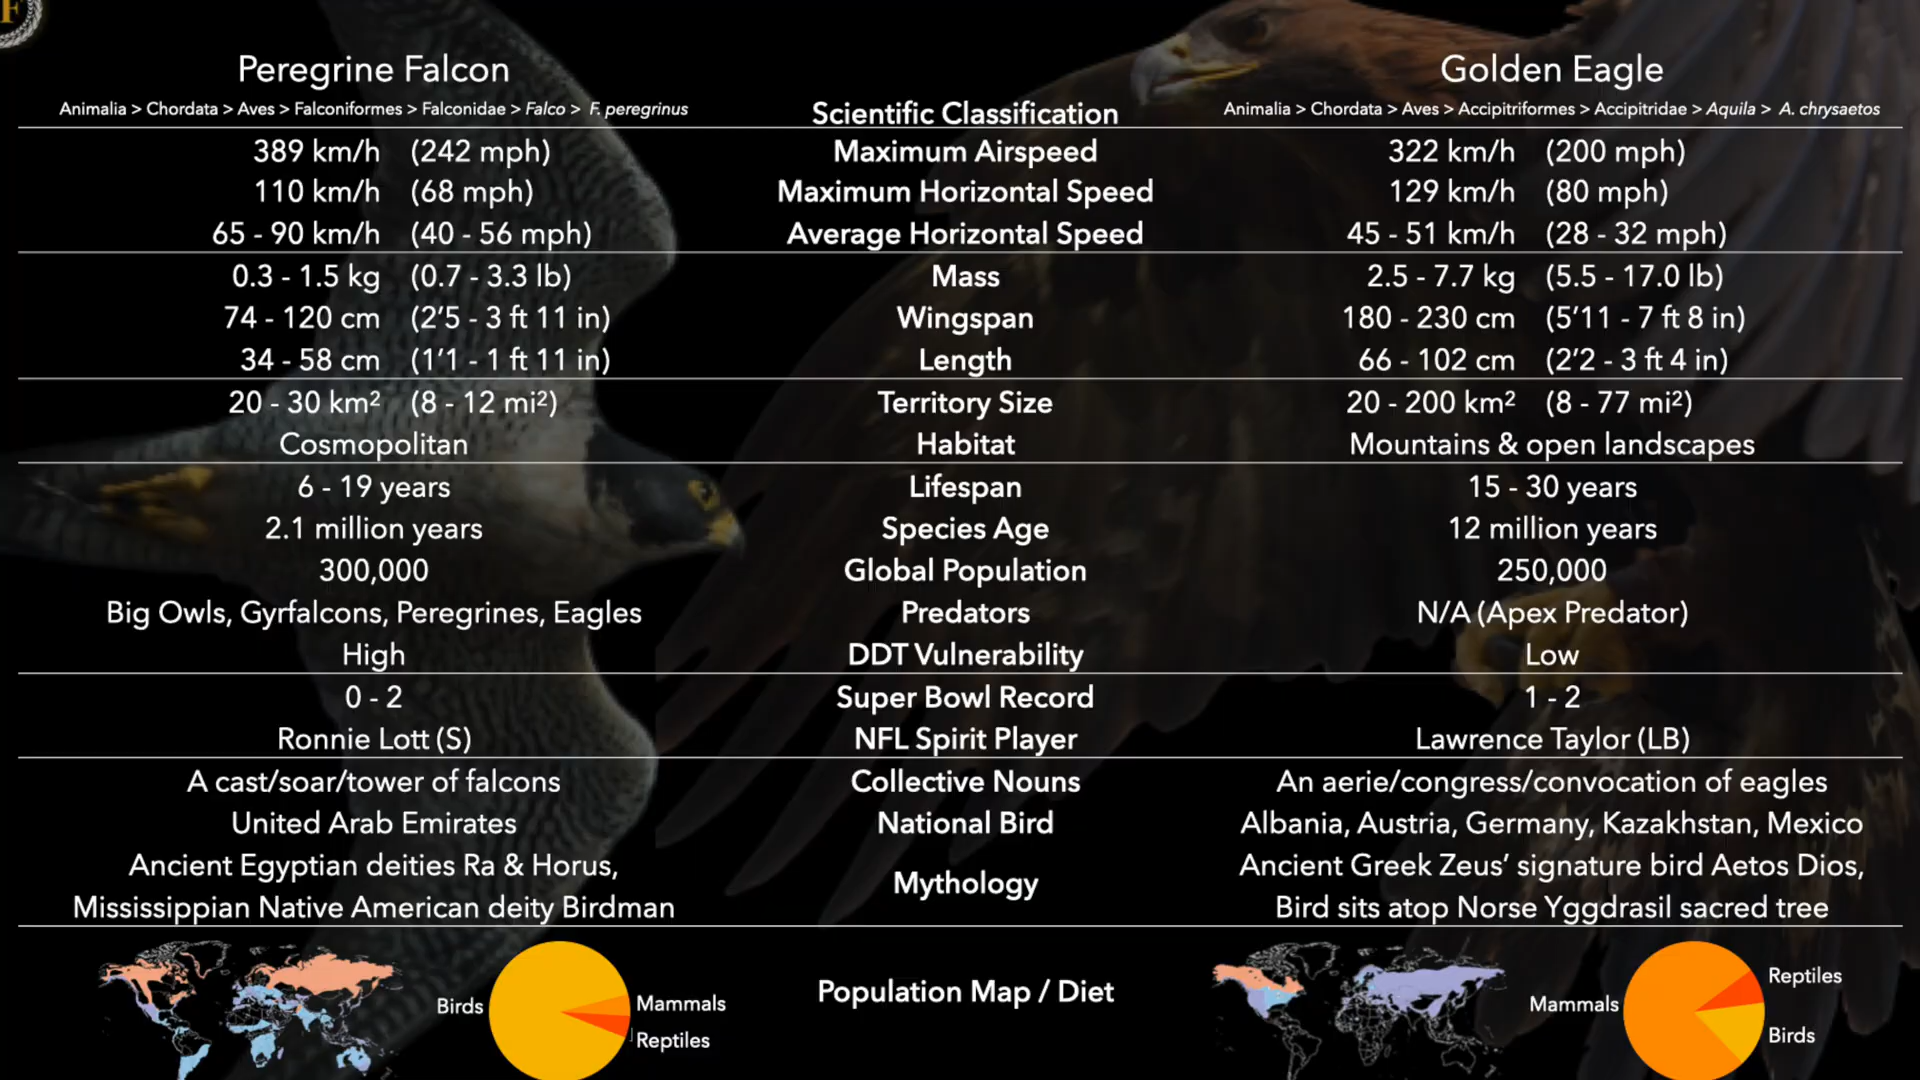 F
Peregrine Falcon
Golden Eagle
Animalia > Chordata > Aves > Falconiformes > Falconidae > Falco > F. peregrinus
Scientific Classification
Animalia > Chordata > Aves > Accipitriformes > Accipitridae > Aquila > A. chrysaetos
389 km/h (242 mph) Maximum Airspeed 322 km/h (200 mph)
110 km/h (68 mph) Maximum Horizontal Speed 129 km/h (80 mph)
65 - 90 km/h (40 - 56 mph) Average Horizontal Speed 45 - 51 km/h (28 - 32 mph)
0.3 - 1.5 kg (0.7 - 3.3 lb) Mass 2.5 - 7.7 kg (5.5 - 17.0 lb)
74 - 120 cm (2’5 - 3 ft 11 in) Wingspan 180 - 230 cm (5’11 - 7 ft 8 in)
34 - 58 cm (1’1 - 1 ft 11 in) Length 66 - 102 cm (2’2 - 3 ft 4 in)
20 - 30 km² (8 - 12 mi²) Territory Size 20 - 200 km² (8 - 77 mi²)
Cosmopolitan Habitat Mountains & open landscapes
6 - 19 years Lifespan 15 - 30 years
2.1 million years Species Age 12 million years
300,000 Global Population 250,000
Big Owls, Gyrfalcons, Peregrines, Eagles Predators N/A (Apex Predator)
High DDT Vulnerability Low
0 - 2 Super Bowl Record 1 - 2
Ronnie Lott (S) NFL Spirit Player Lawrence Taylor (LB)
A cast/soar/tower of falcons Collective Nouns An aerie/congress/convocation of eagles
United Arab Emirates National Bird Albania, Austria, Germany, Kazakhstan, Mexico
Ancient Egyptian deities Ra & Horus,
Mississippian Native American deity Birdman
Mythology
Ancient Greek Zeus’ signature bird Aetos Dios,
Bird sits atop Norse Yggdrasil sacred tree
Birds
Mammals
Reptiles
Population Map / Diet
Mammals
Reptiles
Birds